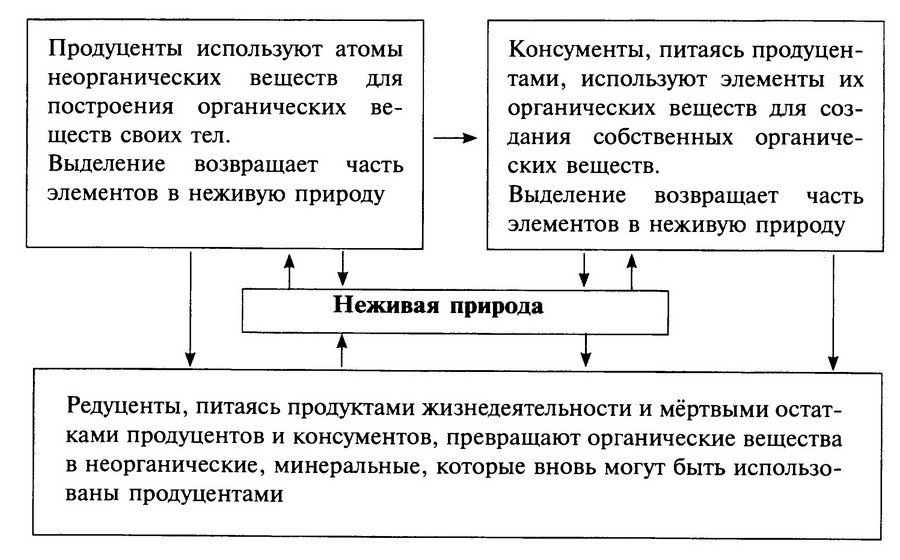 Продуценты используют атомы
неорганических веществ для
построения органических ве-
ществ своих тел.
Выделение возвращает часть
элементов в неживую природу
Консументы, питаясь продуцен-
тами, используют элементы их
органических веществ для соз-
дания собственных органиче-
ских веществ.
Выделение возвращает часть
элементов в неживую природу
Неживая природа
Редуценты, питаясь продуктами жизнедеятельности и мёртвыми остат-
ками продуцентов и консументов, превращают органические вещества
в неорганические, минеральные, которые вновь могут быть использо-
ваны продуцентами